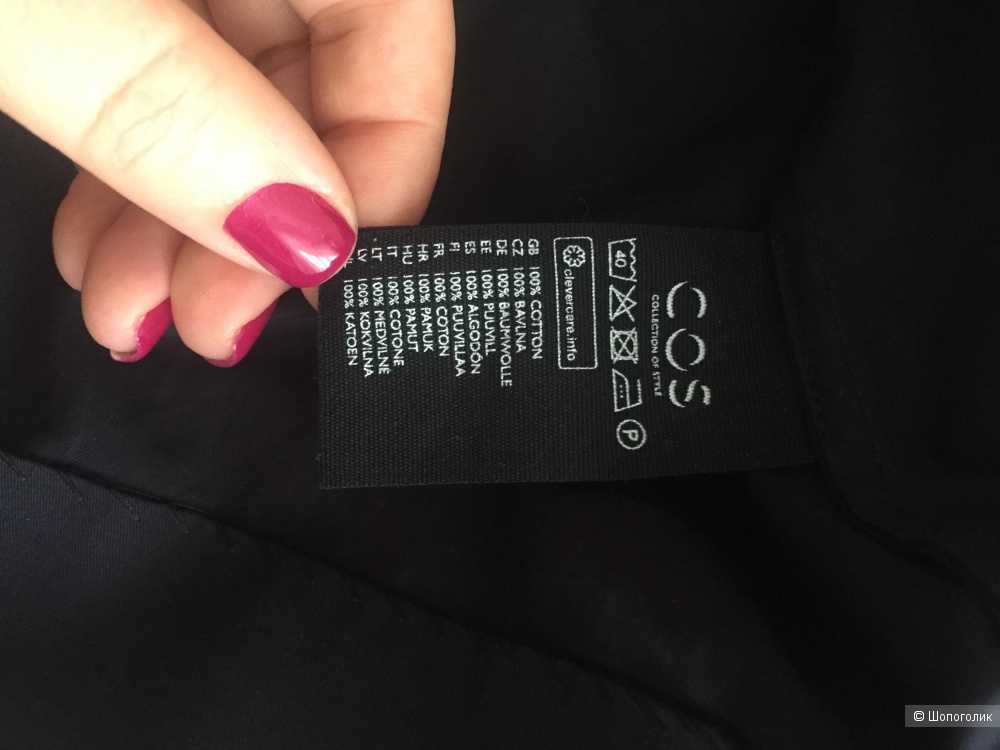 COS
COLLECTION OF STYLE
40
P
clevercare.info
GB 100% COTTON
CZ 100% BAVLNA
DE 100% BAUMWOLLE
EE 100% PUUVILL
ES 100% ALGODÓN
FI 100% PUUVILLAA
FR 100% COTON
HR 100% PAMUK
HU 100% PAMUT
IT 100% COTONE
LT 100% MEDVILNĖ
LV 100% KOKVILNA
100% KATOEN
© Шопоголик